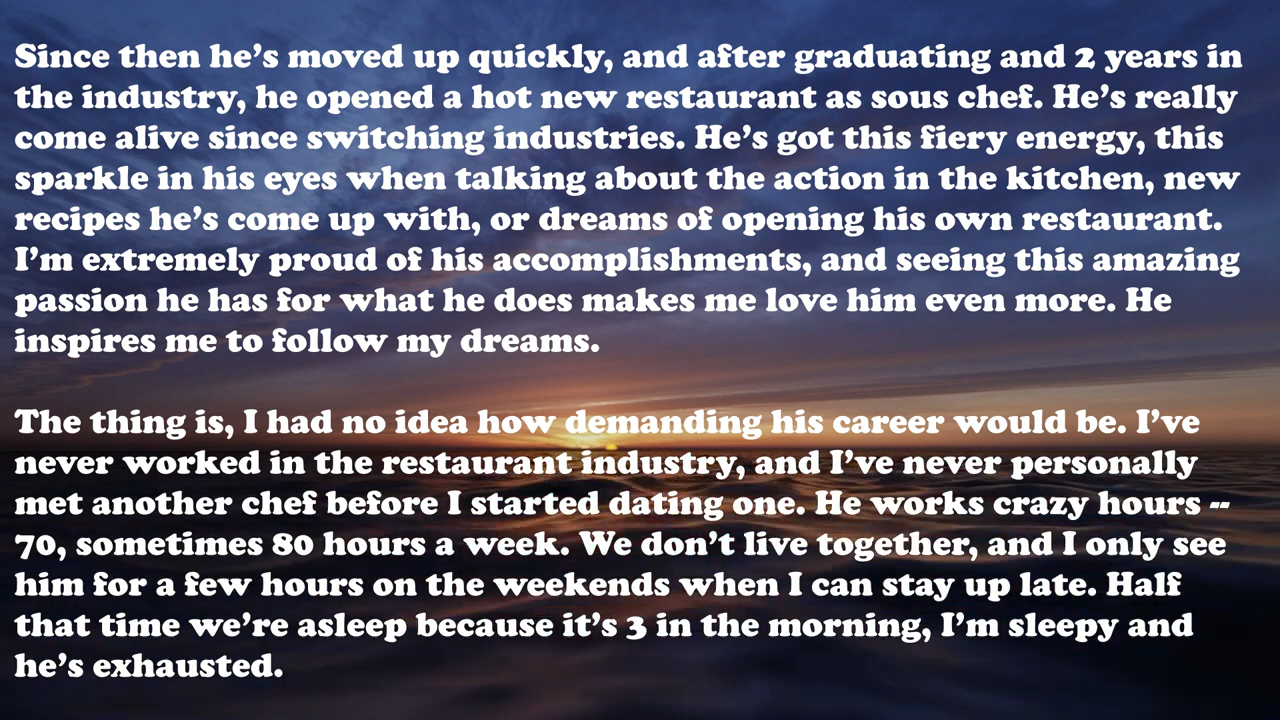 Since then he’s moved up quickly, and after graduating and 2 years in
the industry, he opened a hot new restaurant as sous chef. He’s really
come alive since switching industries. He’s got this fiery energy, this
sparkle in his eyes when talking about the action in the kitchen, new
recipes he’s come up with, or dreams of opening his own restaurant.
I’m extremely proud of his accomplishments, and seeing this amazing
passion he has for what he does makes me love him even more. He
inspires me to follow my dreams.
The thing is, I had no idea how demanding his career would be. I’ve
never worked in the restaurant industry, and I’ve never personally
met another chef before I started dating one. He works crazy hours --
70, sometimes 80 hours a week. We don’t live together, and I only see
him for a few hours on the weekends when I can stay up late. Half
that time we’re asleep because it’s 3 in the morning, I’m sleepy and
he’s exhausted.